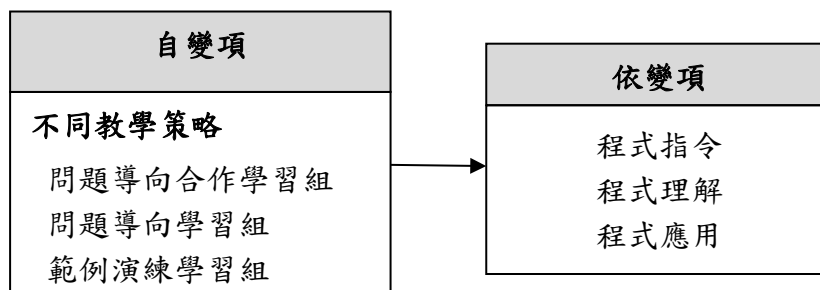 自變項
不同教學策略
問題導向合作學習組
問題導向學習組
範例演練學習組
依變項
程式指令
程式理解
程式應用